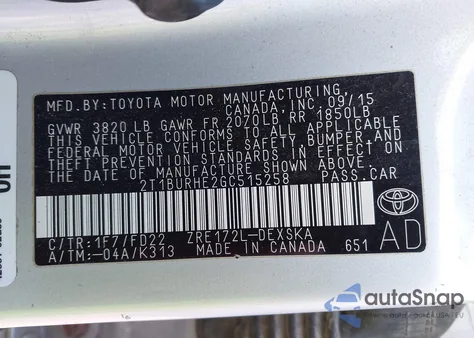 MFD.BY:TOYOTA MOTOR MANUFACTURING
CANADA, INC. 09/15
GVWR 3820 LB GAWR FR 2070LB RR 1850LB
THIS VEHICLE CONFORMS TO ALL APPLICABLE
FEDERAL MOTOR VEHICLE SAFETY, BUMPER, AND
THEFT PREVENTION STANDARDS IN EFFECT ON THE DATE
OF MANUFACTURE SHOWN ABOVE.
2T1BURHE2GC515258 PASS.CAR
C/TR:1F7/FD22 ZRE172L-DEXSKA
A/TM:-04A/K313 MADE IN CANADA 651
AD
autaSnap